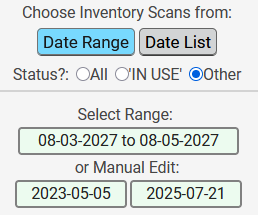 Choose Inventory Scans from:
Date Range Date List
Status?: All 'IN USE' Other
Select Range:
08-03-2027 to 08-05-2027
or Manual Edit:
2023-05-05 2025-07-21